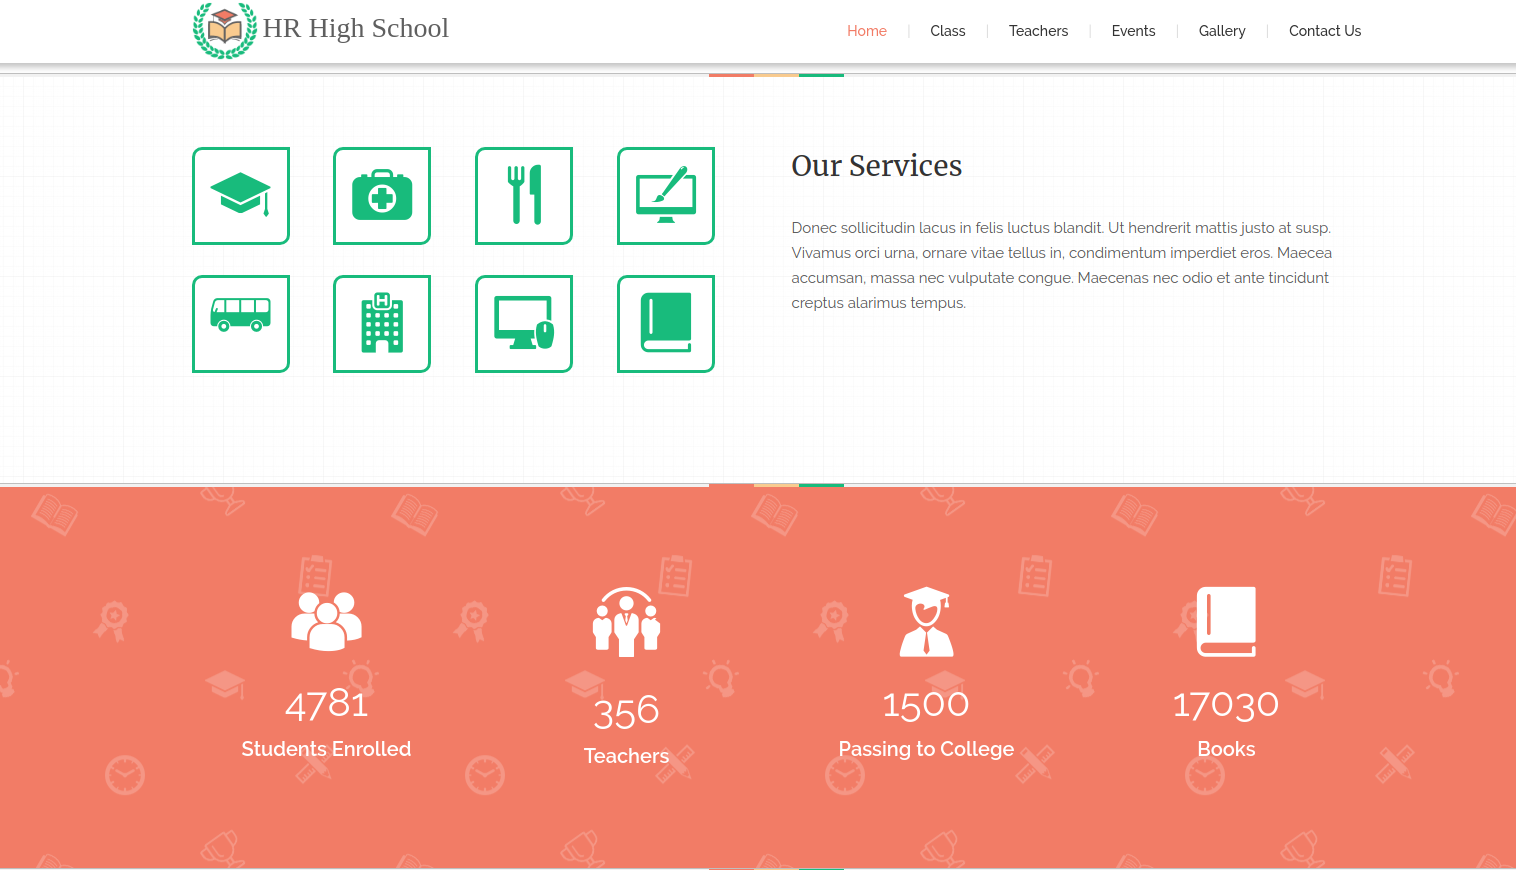 HR High School
Home
Class
Teachers
Events
Gallery
Contact Us
Our Services
Donec sollicitudin lacus in felis luctus blandit. Ut hendrerit mattis justo at susp.
Vivamus orci urna, ornare vitae tellus in, condimentum imperdiet eros. Maecea
accumsan, massa nec vulputate congue. Maecenas nec odio et ante tincidunt
creptus alarimus tempus.
H
4781
Students Enrolled
356
Teachers
1500
Passing to College
17030
Books